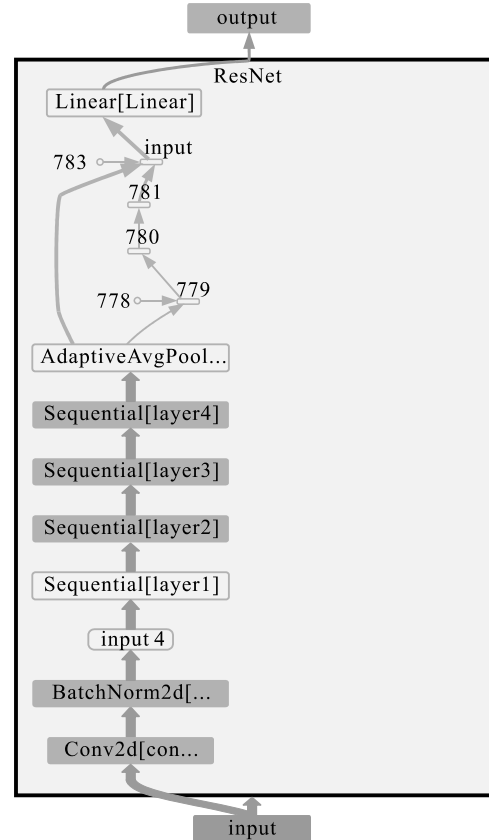 output
ResNet
Linear[Linear]
input
783
781
780
779
778
AdaptiveAvgPool...
Sequential[layer4]
Sequential[layer3]
Sequential[layer2]
Sequential[layer1]
input 4
BatchNorm2d[...
Conv2d[con...
input